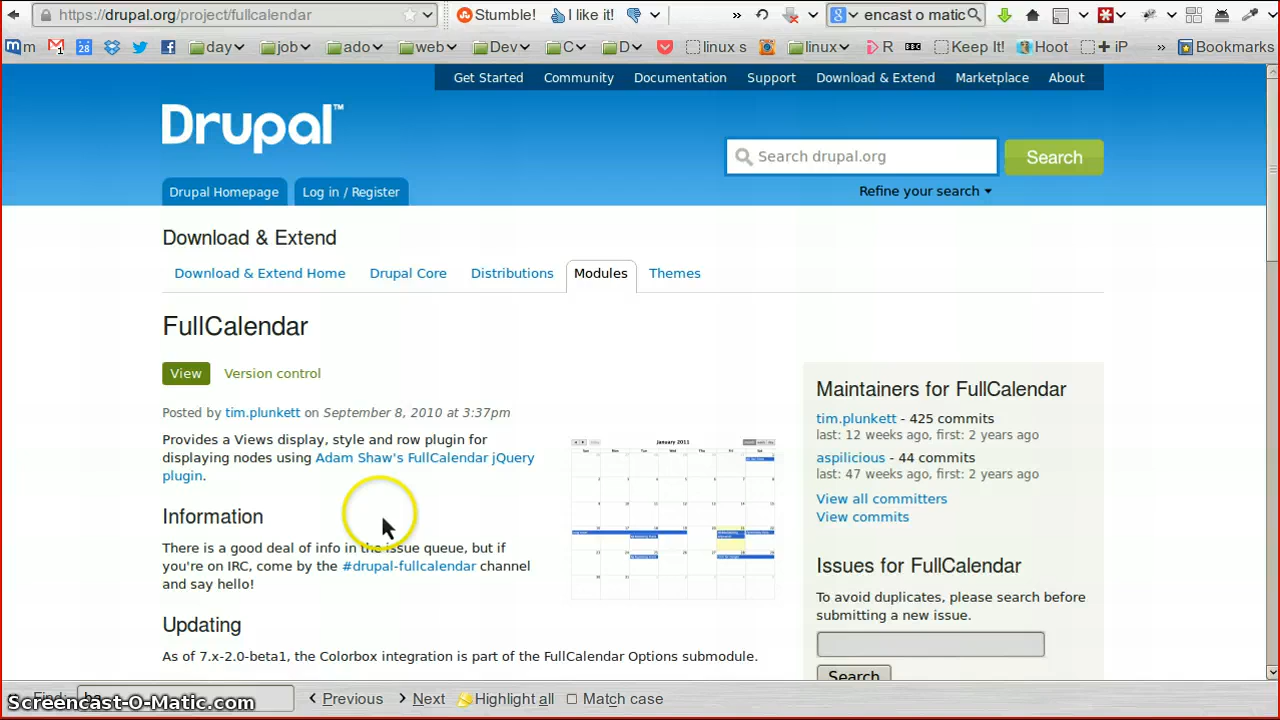 https://drupal.org/project/fullcalendar
Stumble! I like it! » encast o matic
m day job ado web Dev C D linux s linux R BBC Keep It! Hoot + iP » Bookmarks
Get Started Community Documentation Support Download & Extend Marketplace About
Drupal™
Search drupal.org Search
Refine your search
Drupal Homepage Log in / Register
Download & Extend
Download & Extend Home Drupal Core Distributions Modules Themes
FullCalendar
View Version control
Posted by tim.plunkett on September 8, 2010 at 3:37pm
Provides a Views display, style and row plugin for
displaying nodes using Adam Shaw's FullCalendar jQuery
plugin.
January 2011
Information
There is a good deal of info in the issue queue, but if
you're on IRC, come by the #drupal-fullcalendar channel
and say hello!
Updating
As of 7.x-2.0-beta1, the Colorbox integration is part of the FullCalendar Options submodule.
Maintainers for FullCalendar
tim.plunkett - 425 commits
last: 12 weeks ago, first: 2 years ago
aspilicious - 44 commits
last: 47 weeks ago, first: 2 years ago
View all committers
View commits
Issues for FullCalendar
To avoid duplicates, please search before
submitting a new issue.
Search
Previous Next Highlight all Match case
Screencast-O-Matic.com